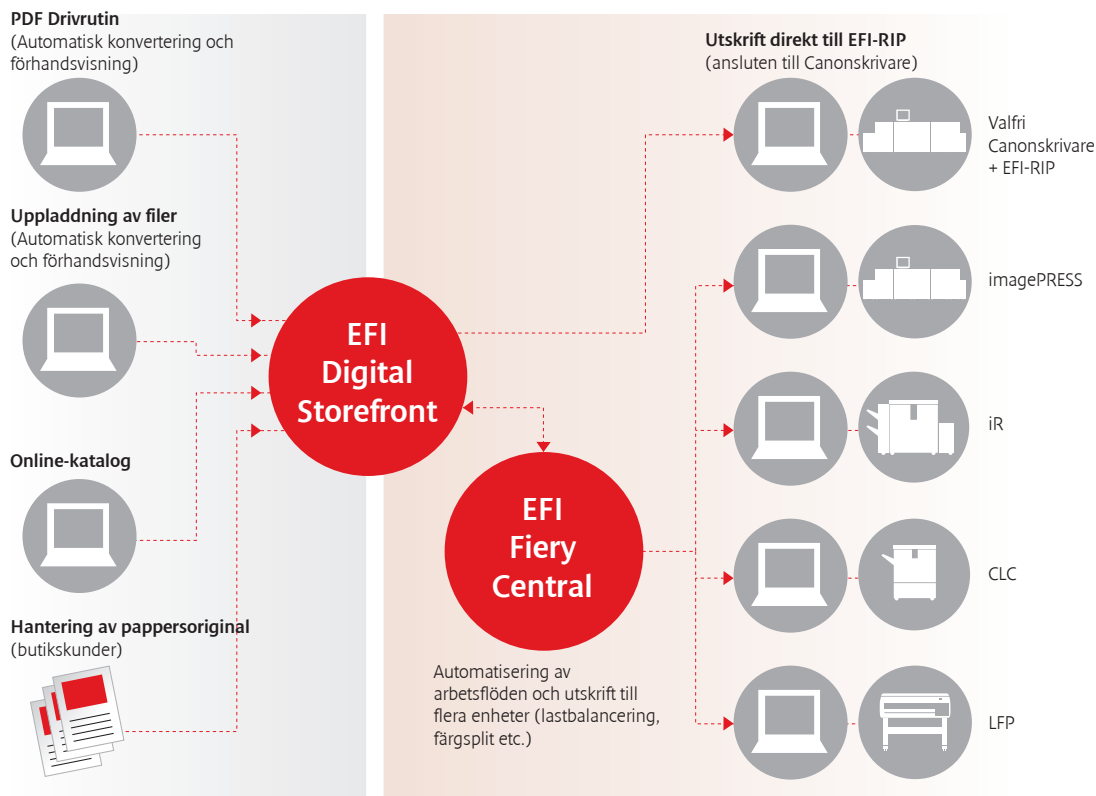 PDF Drivrutin
(Automatisk konvertering och
förhandsvisning)
Uppladdning av filer
(Automatisk konvertering
och förhandsvisning)
Online-katalog
Hantering av pappersoriginal
(butikskunder)
EFI
Digital
Storefront
EFI
Fiery
Central
Automatisering av
arbetsflöden och utskrift till
flera enheter (lastbalancering,
färgsplit etc.)
Utskrift direkt till EFI-RIP
(ansluten till Canonskrivare)
Valfri
Canonskrivare
+ EFI-RIP
imagePRESS
iR
CLC
LFP